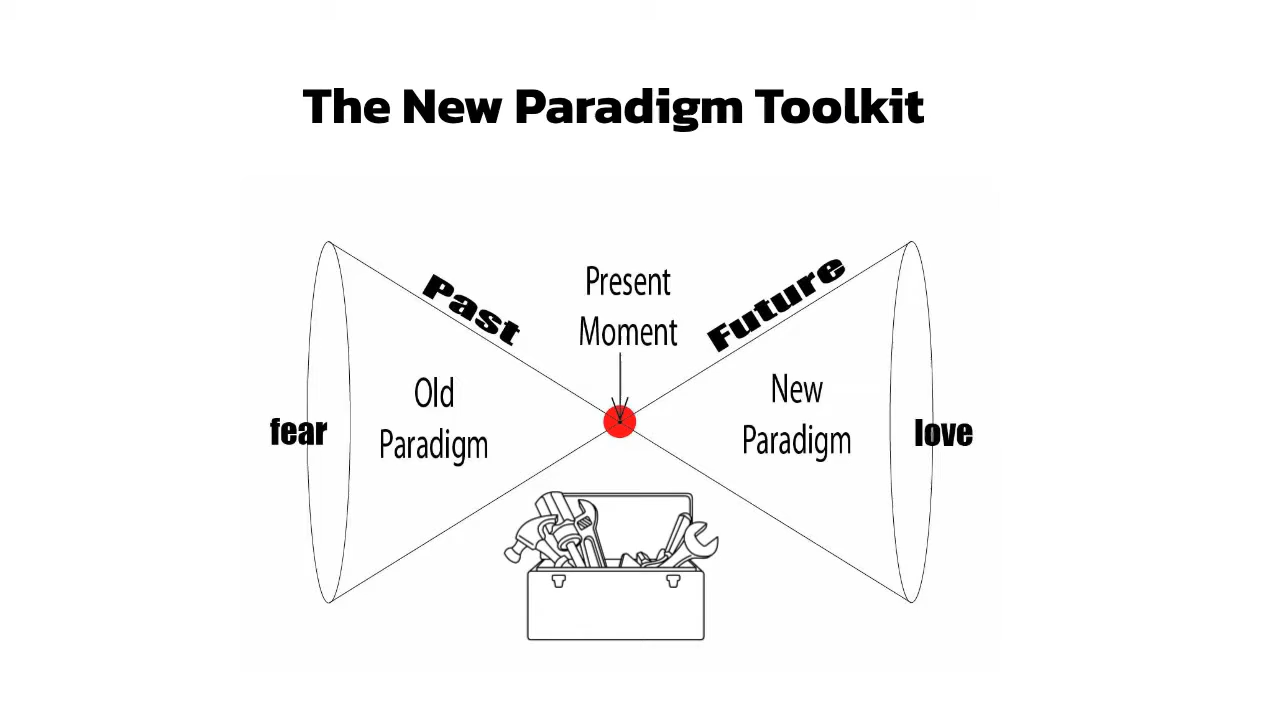 The New Paradigm Toolkit
Past
Present
Moment
Future
Old
Paradigm
New
Paradigm
fear
love